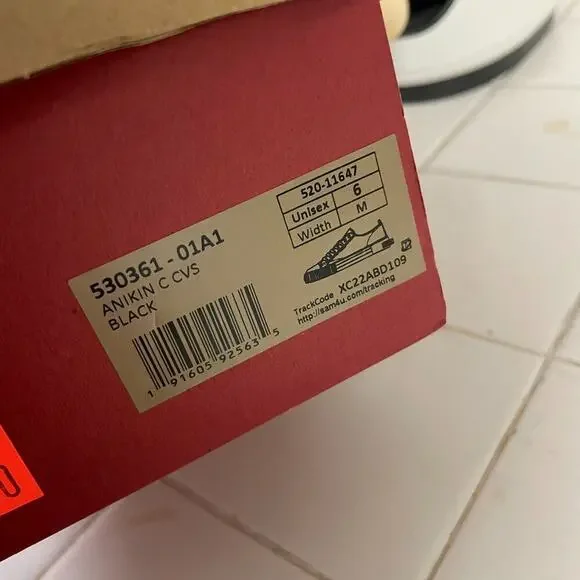 530361 - 01A1
ANIKIN C CVS
BLACK
1 91605 92563 5
520-11647
Unisex 6
Width M
TrackCode XC22ABD109
http://sam4u.com/tracking